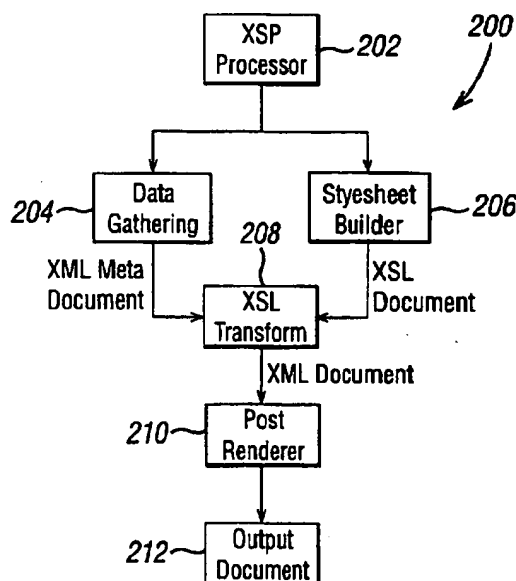 XSP
Processor
202
200
Data
Gathering
204
Styesheet
Builder
206
208
XML Meta
Document
XSL
Transform
XSL
Document
XML Document
Post
Renderer
210
Output
Document
212